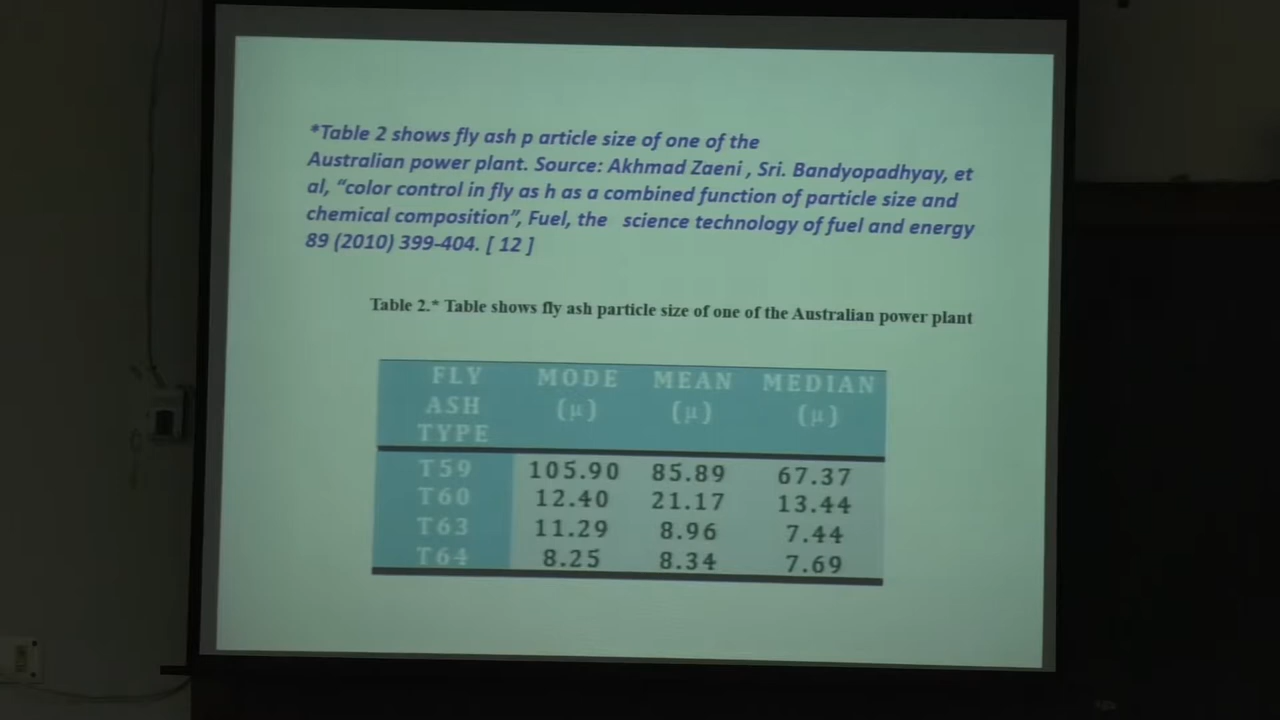 *Table 2 shows fly ash p article size of one of the
Australian power plant. Source: Akhmad Zaeni , Sri. Bandyopadhyay, et
al, “color control in fly as h as a combined function of particle size and
chemical composition”, Fuel, the science technology of fuel and energy
89 (2010) 399-404. [ 12 ]
Table 2.* Table shows fly ash particle size of one of the Australian power plant
FLY ASH TYPE MODE (μ) MEAN (μ) MEDIAN (μ)
T59 105.90 85.89 67.37
T60 12.40 21.17 13.44
T63 11.29 8.96 7.44
T64 8.25 8.34 7.69